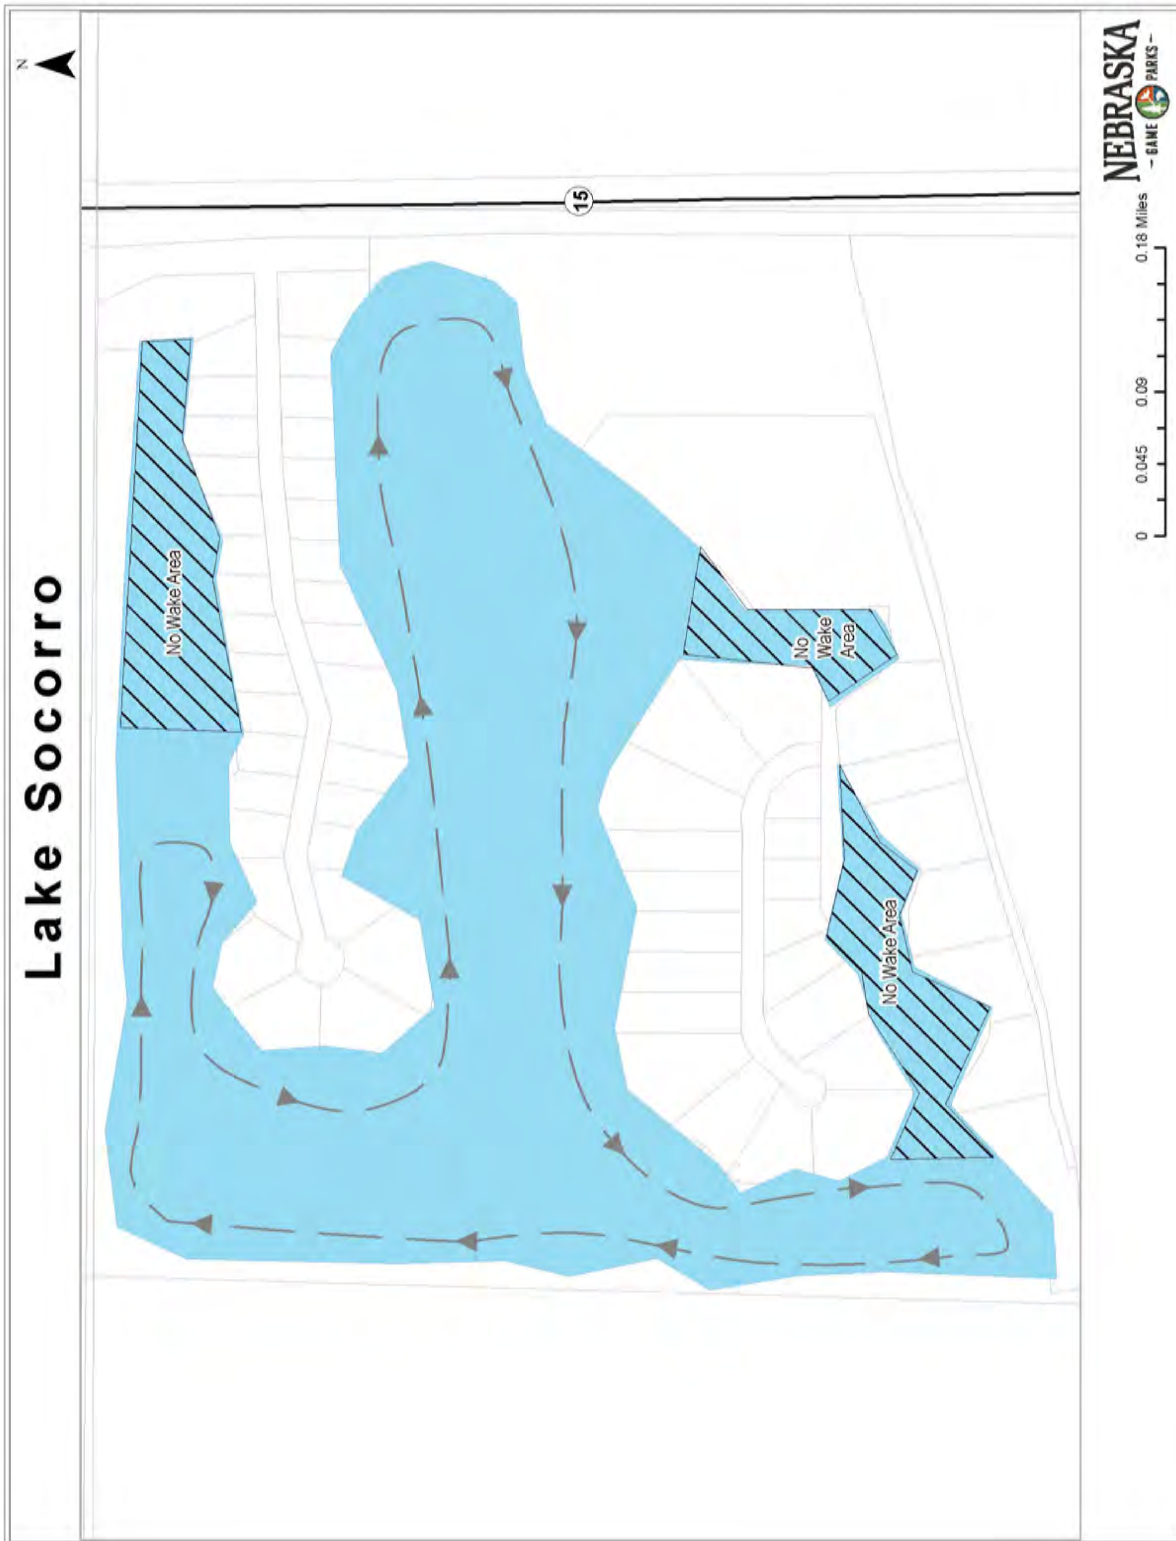 Lake Socorro
N
No Wake Area
15
No
Wake
Area
No Wake Area
0 0.045 0.09 0.18 Miles
NEBRASKA
- GAME PARKS -